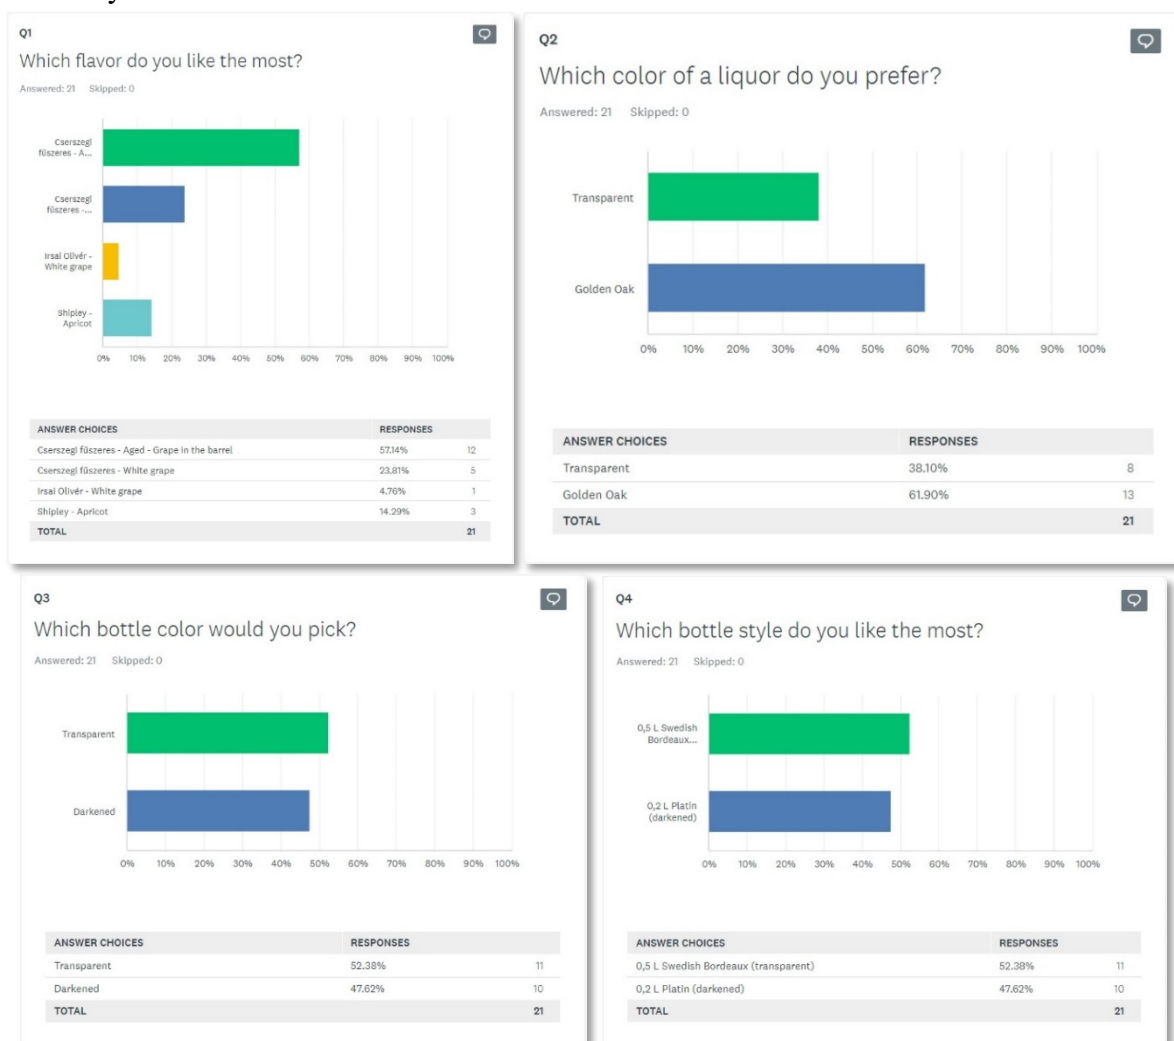 Q1
Which flavor do you like the most?
Answered: 21 Skipped: 0
Cserszegi
fűszeres - A...
Cserszegi
fűszeres -...
Irsai Olivér -
White grape
Shipley -
Apricot
0% 10% 20% 30% 40% 50% 60% 70% 80% 90% 100%
ANSWER CHOICES RESPONSES
Cserszegi fűszeres - Aged - Grape in the barrel 57.14% 12
Cserszegi fűszeres - White grape 23.81% 5
Irsai Olivér - White grape 4.76% 1
Shipley - Apricot 14.29% 3
TOTAL 21
Q2
Which color of a liquor do you prefer?
Answered: 21 Skipped: 0
Transparent
Golden Oak
0% 10% 20% 30% 40% 50% 60% 70% 80% 90% 100%
ANSWER CHOICES RESPONSES
Transparent 38.10% 8
Golden Oak 61.90% 13
TOTAL 21
Q3
Which bottle color would you pick?
Answered: 21 Skipped: 0
Transparent
Darkened
0% 10% 20% 30% 40% 50% 60% 70% 80% 90% 100%
ANSWER CHOICES RESPONSES
Transparent 52.38% 11
Darkened 47.62% 10
TOTAL 21
Q4
Which bottle style do you like the most?
Answered: 21 Skipped: 0
0,5 L Swedish
Bordeaux...
0,2 L Platin
(darkened)
0% 10% 20% 30% 40% 50% 60% 70% 80% 90% 100%
ANSWER CHOICES RESPONSES
0,5 L Swedish Bordeaux (transparent) 52.38% 11
0,2 L Platin (darkened) 47.62% 10
TOTAL 21